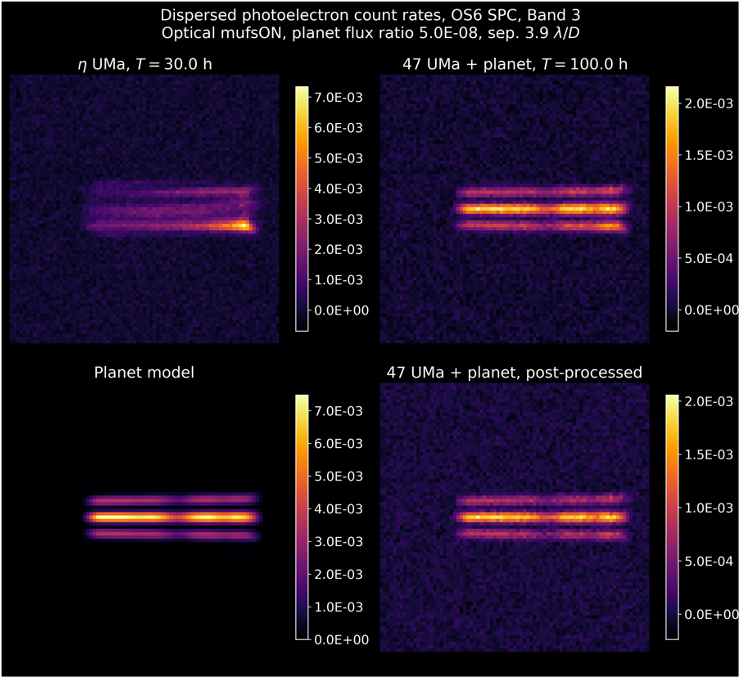 Dispersed photoelectron count rates, OS6 SPC, Band 3
Optical mufsON, planet flux ratio 5.0E-08, sep. 3.9 λ/D
η UMa, T = 30.0 h
7.0E-03
6.0E-03
5.0E-03
4.0E-03
3.0E-03
2.0E-03
1.0E-03
0.0E+00
47 UMa + planet, T = 100.0 h
2.0E-03
1.5E-03
1.0E-03
5.0E-04
0.0E+00
Planet model
7.0E-03
6.0E-03
5.0E-03
4.0E-03
3.0E-03
2.0E-03
1.0E-03
0.0E+00
47 UMa + planet, post-processed
2.0E-03
1.5E-03
1.0E-03
5.0E-04
0.0E+00